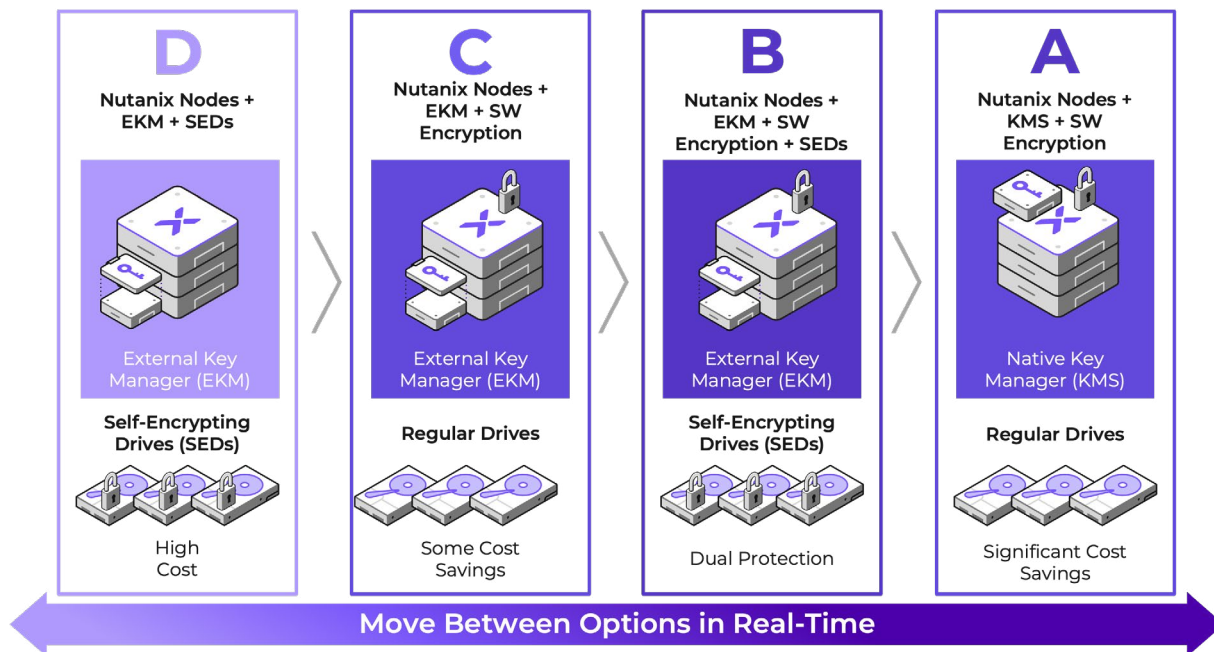 D
Nutanix Nodes +
EKM + SEDs
External Key
Manager (EKM)
Self-Encrypting
Drives (SEDs)
High
Cost
C
Nutanix Nodes +
EKM + SW
Encryption
External Key
Manager (EKM)
Regular Drives
Some Cost
Savings
B
Nutanix Nodes +
EKM + SW
Encryption + SEDs
External Key
Manager (EKM)
Self-Encrypting
Drives (SEDs)
Dual Protection
A
Nutanix Nodes +
KMS + SW
Encryption
Native Key
Manager (KMS)
Regular Drives
Significant Cost
Savings
Move Between Options in Real-Time